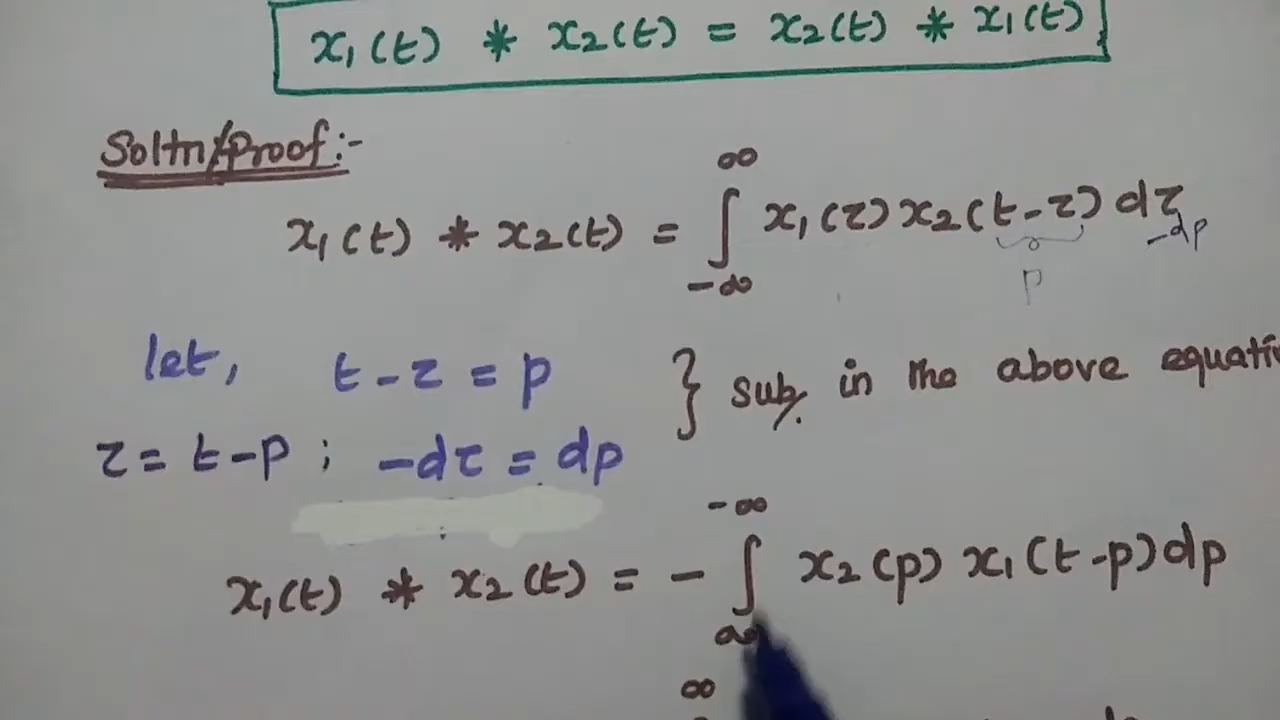 x₁(t) * x₂(t) = x₂(t) * x₁(t)
Soltn/Proof:-
x₁(t) * x₂(t) = ∫_{-∞}^{∞} x₁(τ) x₂(t-τ) dτ
-dp
p
let, t-τ = p } sub/. in the above
τ = t-p ; -dτ = dp
x₁(t) * x₂(t) = - ∫_{∞}^{-∞} x₂(p) x₁(t-p) dp
∞